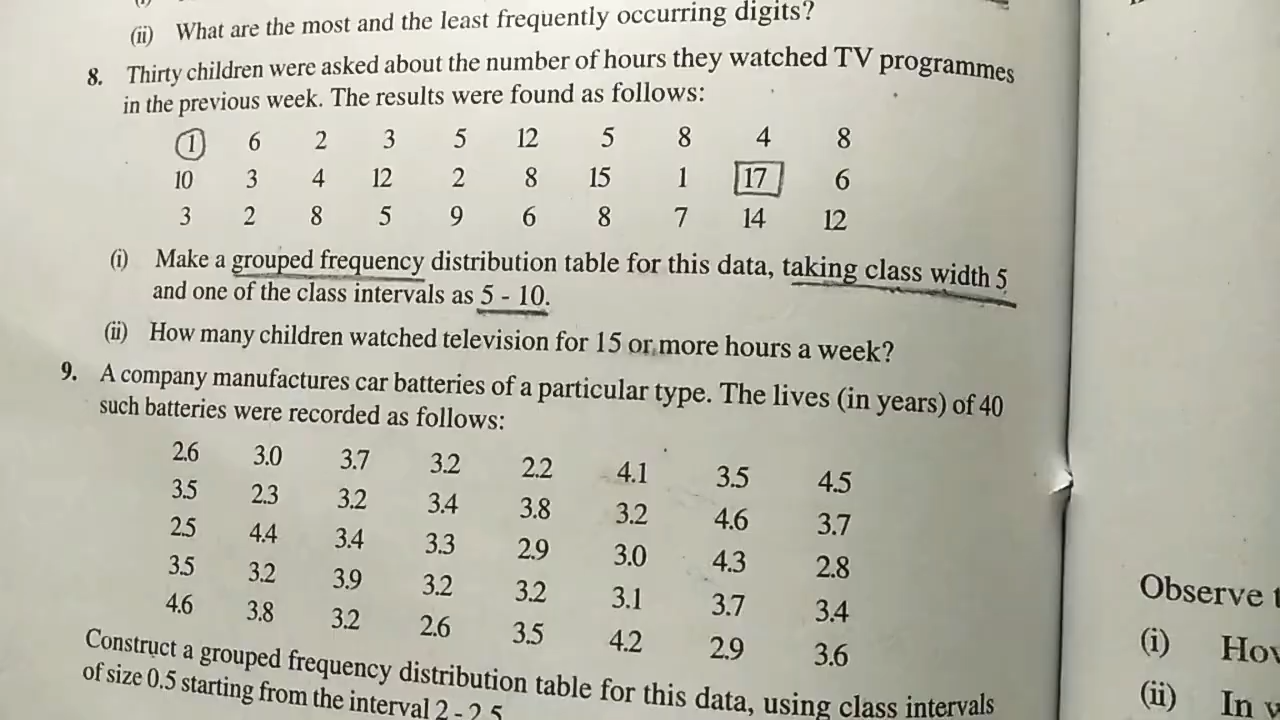 (ii) What are the most and the least frequently occurring digits?
8. Thirty children were asked about the number of hours they watched TV programmes
in the previous week. The results were found as follows:
1 6 2 3 5 12 5 8 4 8
10 3 4 12 2 8 15 1 17 6
3 2 8 5 9 6 8 7 14 12
(i) Make a grouped frequency distribution table for this data, taking class width 5
and one of the class intervals as 5 - 10.
(ii) How many children watched television for 15 or more hours a week?
9. A company manufactures car batteries of a particular type. The lives (in years) of 40
such batteries were recorded as follows:
2.6 3.0 3.7 3.2 2.2 4.1 3.5 4.5
3.5 2.3 3.2 3.4 3.8 3.2 4.6 3.7
2.5 4.4 3.4 3.3 2.9 3.0 4.3 2.8
3.5 3.2 3.9 3.2 3.2 3.1 3.7 3.4
4.6 3.8 3.2 2.6 3.5 4.2 2.9 3.6
Construct a grouped frequency distribution table for this data, using class intervals
of size 0.5 starting from the interval 2 - 2.5
Observe
(i)
(ii) In